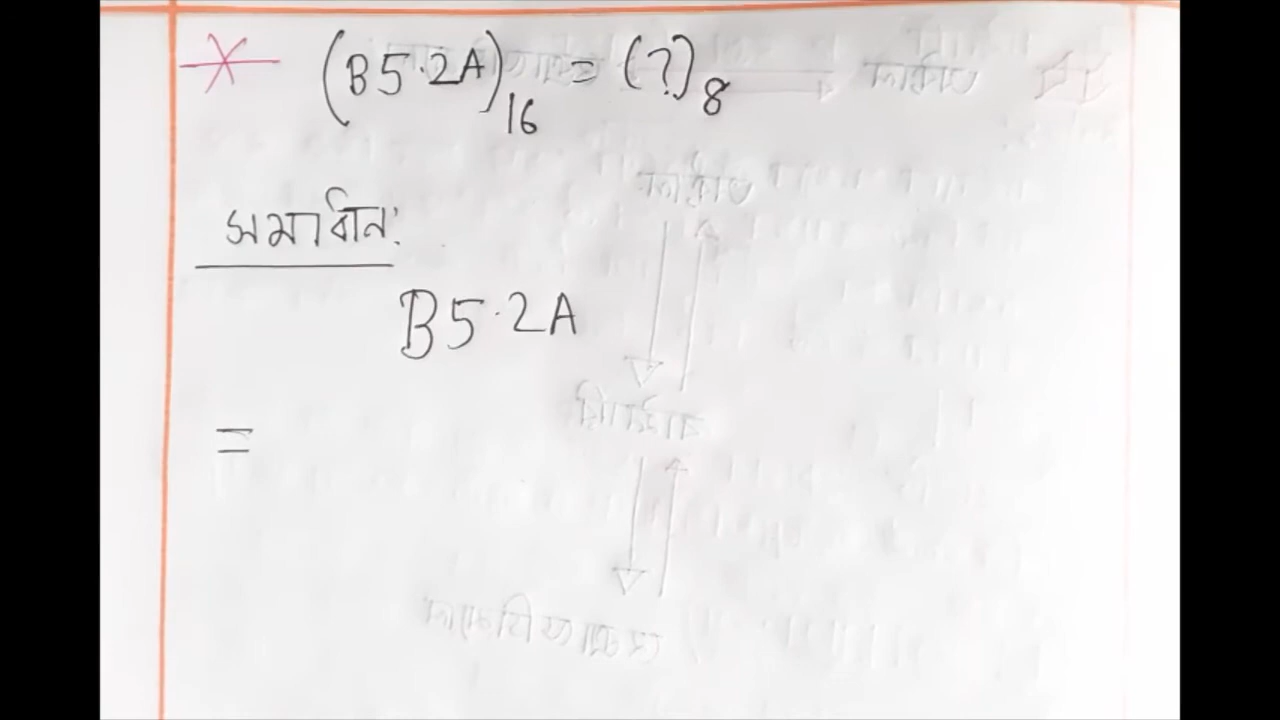 (B5.2A)16 = (?)8
সমাধান:
B5.2A
=